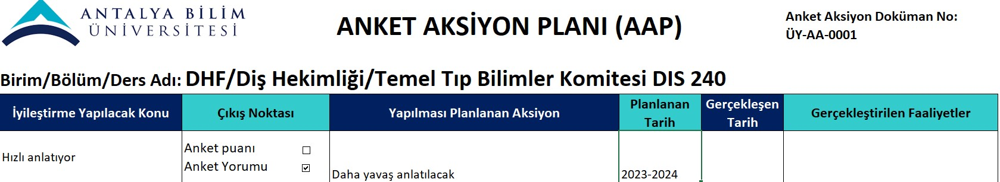 ANTALYA BİLİM
ÜNİVERSİTESİ
ANKET AKSİYON PLANI (AAP)
Anket Aksiyon Doküman No:
ÜY-AA-0001
Birim/Bölüm/Ders Adı: DHF/Diş Hekimliği/Temel Tıp Bilimler Komitesi DIS 240
İyileştirme Yapılacak Konu
Çıkış Noktası
Yapılması Planlanan Aksiyon
Planlanan
Tarih
Gerçekleşen
Tarih
Gerçekleştirilen Faaliyetler
Hızlı anlatıyor
Anket puanı
Anket Yorumu
Daha yavaş anlatılacak
2023-2024